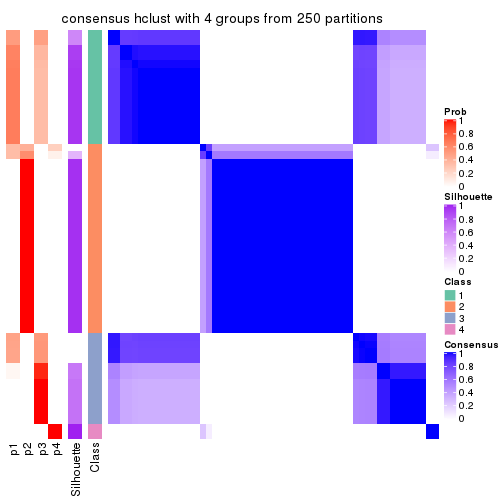 consensus hclust with 4 groups from 250 partitions
Prob
1
0.8
0.6
0.4
0.2
0
Silhouette
1
0.8
0.6
0.4
0.2
0
Class
1
2
3
4
Consensus
1
0.8
0.6
0.4
0.2
0
p1
p2
p3
p4
Silhouette
Class